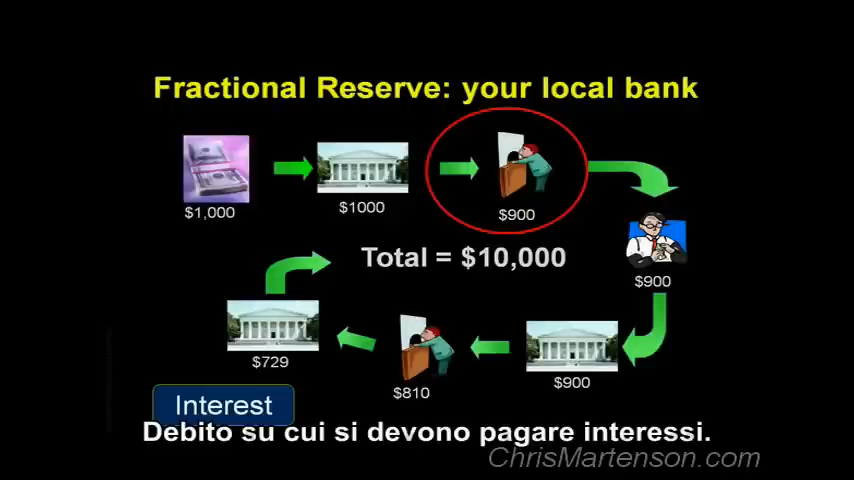 Fractional Reserve: your local bank
$1,000
$1000
$900
Total = $10,000
$900
$729
$810
$900
Interest
Debito su cui si devono pagare interessi.
ChrisMartenson.com